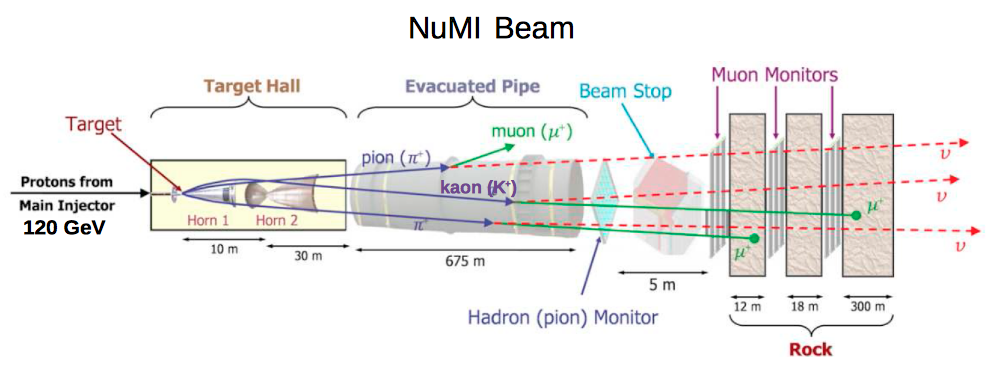 NuMI Beam
Target Hall
Evacuated Pipe
Beam Stop
Muon Monitors
Target
muon (μ⁺)
pion (π⁺)
kaon (K⁺)
Protons from
Main Injector
120 GeV
Horn 1
Horn 2
π⁺
μ⁺
μ⁺
ν
ν
ν
10 m
30 m
675 m
5 m
12 m
18 m
300 m
Hadron (pion) Monitor
Rock